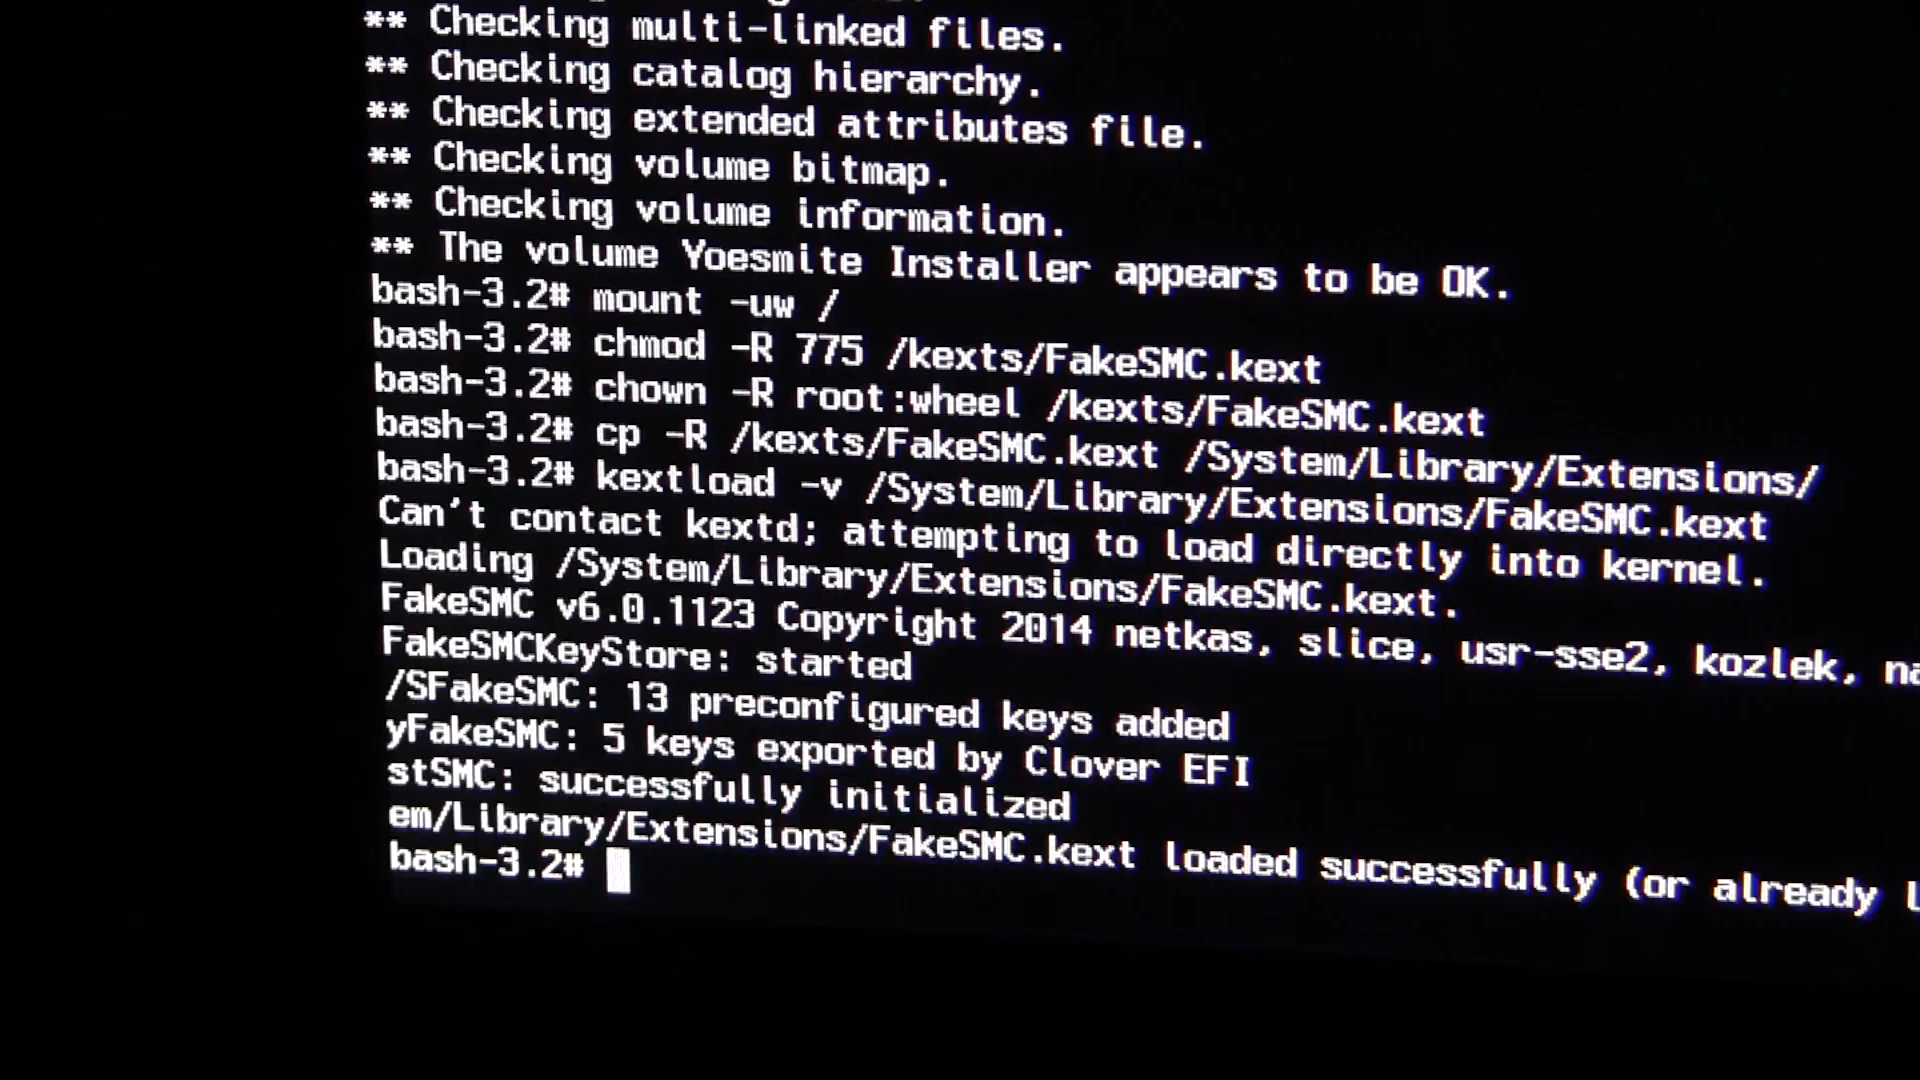 ** Checking multi-linked files.
** Checking catalog hierarchy.
** Checking extended attributes file.
** Checking volume bitmap.
** Checking volume information.
** The volume Yoesmite Installer appears to be OK.
bash-3.2# mount -uw /
bash-3.2# chmod -R 775 /kexts/FakeSMC.kext
bash-3.2# chown -R root:wheel /kexts/FakeSMC.kext
bash-3.2# cp -R /kexts/FakeSMC.kext /System/Library/Extensions/
bash-3.2# kextload -v /System/Library/Extensions/FakeSMC.kext
Can't contact kextd; attempting to load directly into kernel.
Loading /System/Library/Extensions/FakeSMC.kext.
FakeSMC v6.0.1123 Copyright 2014 netkas, slice, usr-sse2, kozlek, na
FakeSMCKeyStore: started
/SFakeSMC: 13 preconfigured keys added
yFakeSMC: 5 keys exported by Clover EFI
stSMC: successfully initialized
em/Library/Extensions/FakeSMC.kext loaded successfully (or already l
bash-3.2#